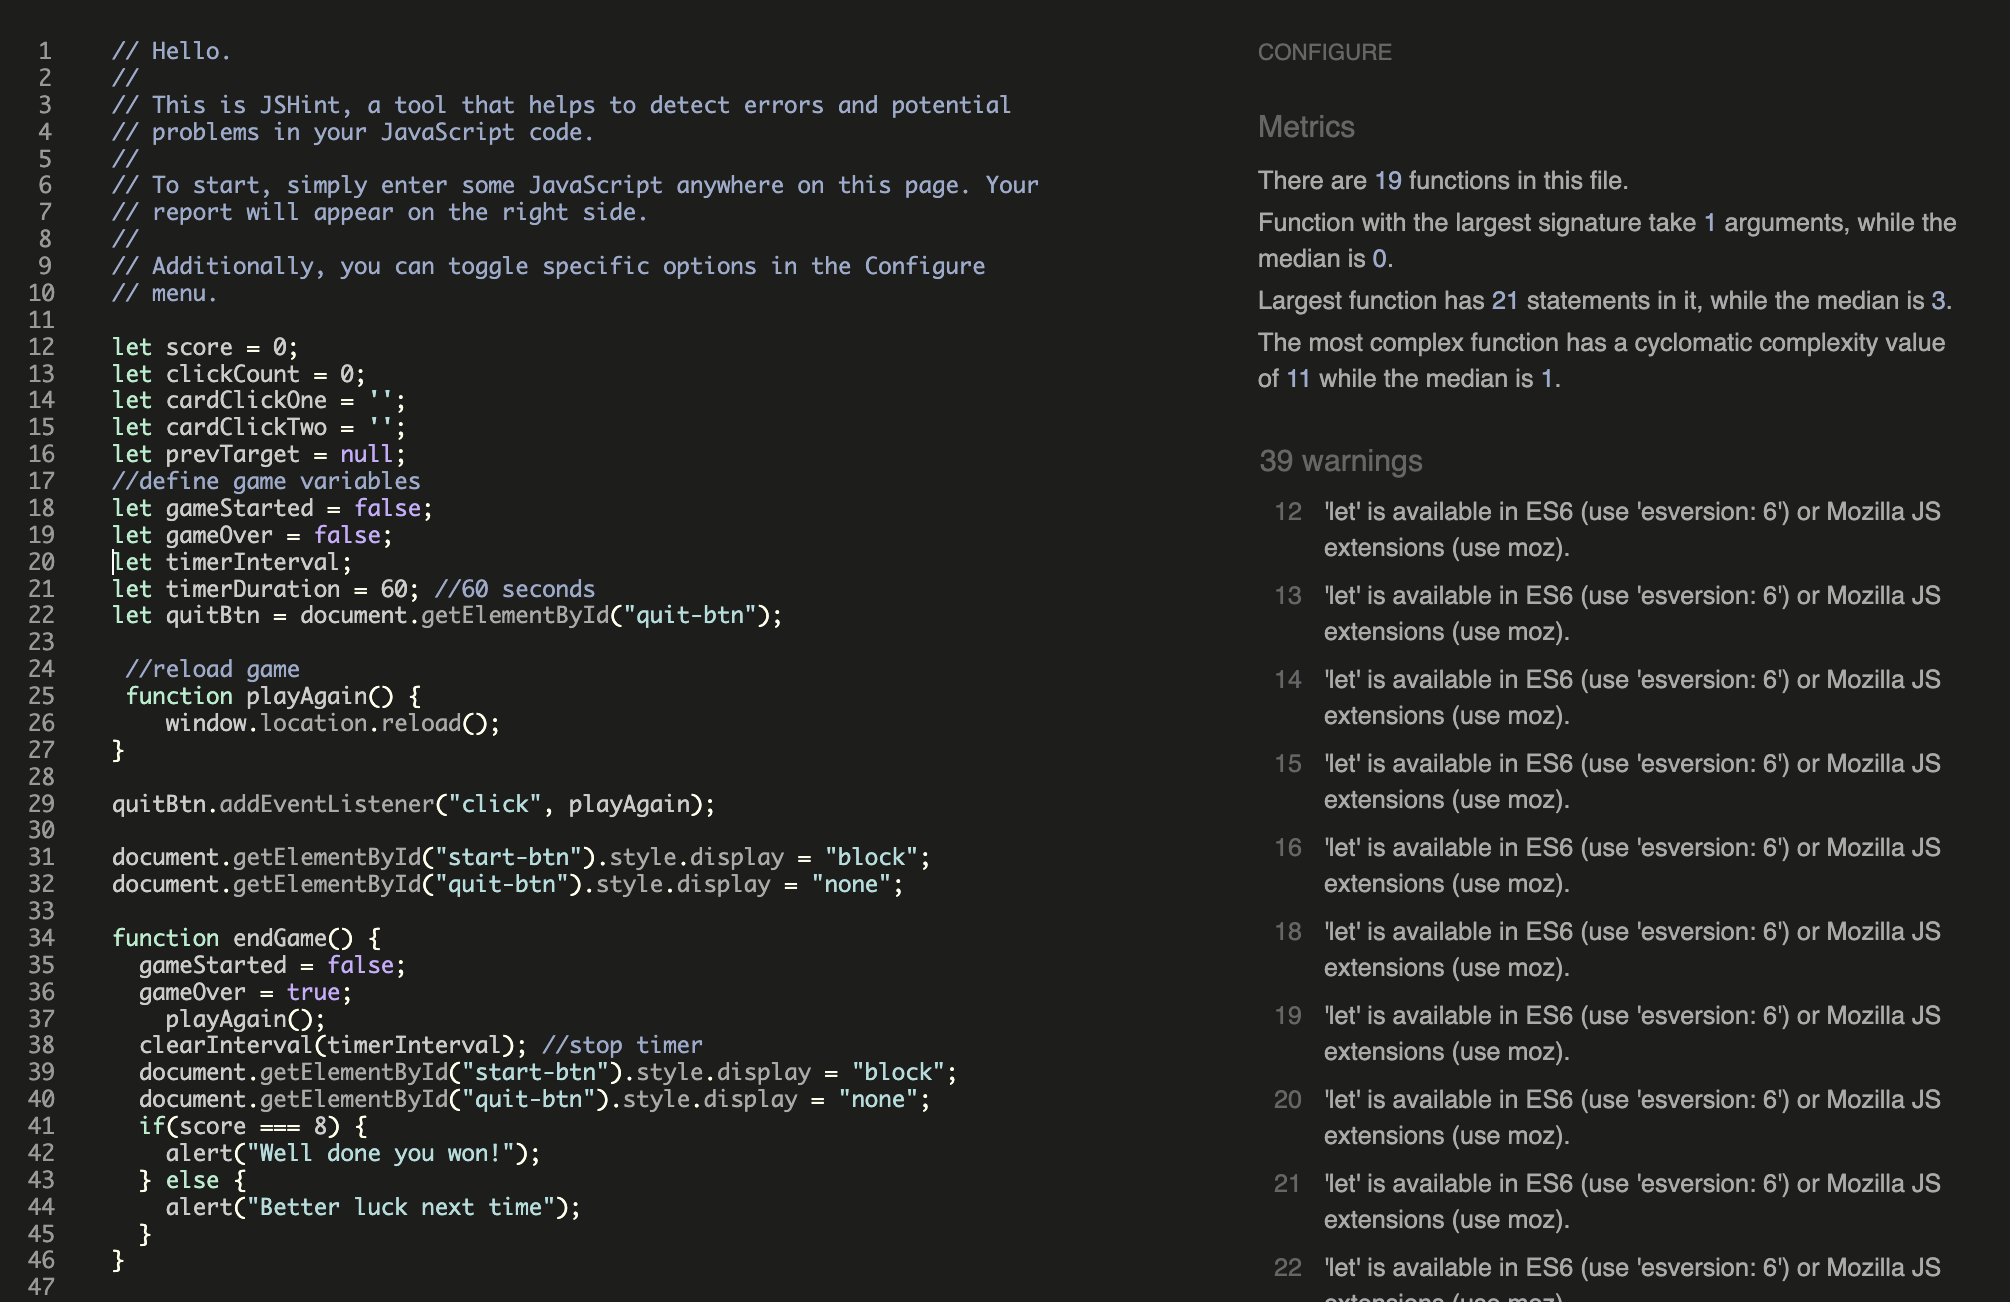 1 // Hello.
2 //
3 // This is JSHint, a tool that helps to detect errors and potential
4 // problems in your JavaScript code.
5 //
6 // To start, simply enter some JavaScript anywhere on this page. Your
7 // report will appear on the right side.
8 //
9 // Additionally, you can toggle specific options in the Configure
10 // menu.
11
12 let score = 0;
13 let clickCount = 0;
14 let cardClickOne = '';
15 let cardClickTwo = '';
16 let prevTarget = null;
17 //define game variables
18 let gameStarted = false;
19 let gameOver = false;
20 let timerInterval;
21 let timerDuration = 60; //60 seconds
22 let quitBtn = document.getElementById("quit-btn");
23
24 //reload game
25 function playAgain() {
26 window.location.reload();
27 }
28
29 quitBtn.addEventListener("click", playAgain);
30
31 document.getElementById("start-btn").style.display = "block";
32 document.getElementById("quit-btn").style.display = "none";
33
34 function endGame() {
35 gameStarted = false;
36 gameOver = true;
37 playAgain();
38 clearInterval(timerInterval); //stop timer
39 document.getElementById("start-btn").style.display = "block";
40 document.getElementById("quit-btn").style.display = "none";
41 if(score === 8) {
42 alert("Well done you won!");
43 } else {
44 alert("Better luck next time");
45 }
46 }
47
CONFIGURE
Metrics
There are 19 functions in this file.
Function with the largest signature take 1 arguments, while the
median is 0.
Largest function has 21 statements in it, while the median is 3.
The most complex function has a cyclomatic complexity value
of 11 while the median is 1.
39 warnings
12 'let' is available in ES6 (use 'esversion: 6') or Mozilla JS
extensions (use moz).
13 'let' is available in ES6 (use 'esversion: 6') or Mozilla JS
extensions (use moz).
14 'let' is available in ES6 (use 'esversion: 6') or Mozilla JS
extensions (use moz).
15 'let' is available in ES6 (use 'esversion: 6') or Mozilla JS
extensions (use moz).
16 'let' is available in ES6 (use 'esversion: 6') or Mozilla JS
extensions (use moz).
18 'let' is available in ES6 (use 'esversion: 6') or Mozilla JS
extensions (use moz).
19 'let' is available in ES6 (use 'esversion: 6') or Mozilla JS
extensions (use moz).
20 'let' is available in ES6 (use 'esversion: 6') or Mozilla JS
extensions (use moz).
21 'let' is available in ES6 (use 'esversion: 6') or Mozilla JS
extensions (use moz).
22 'let' is available in ES6 (use 'esversion: 6') or Mozilla JS